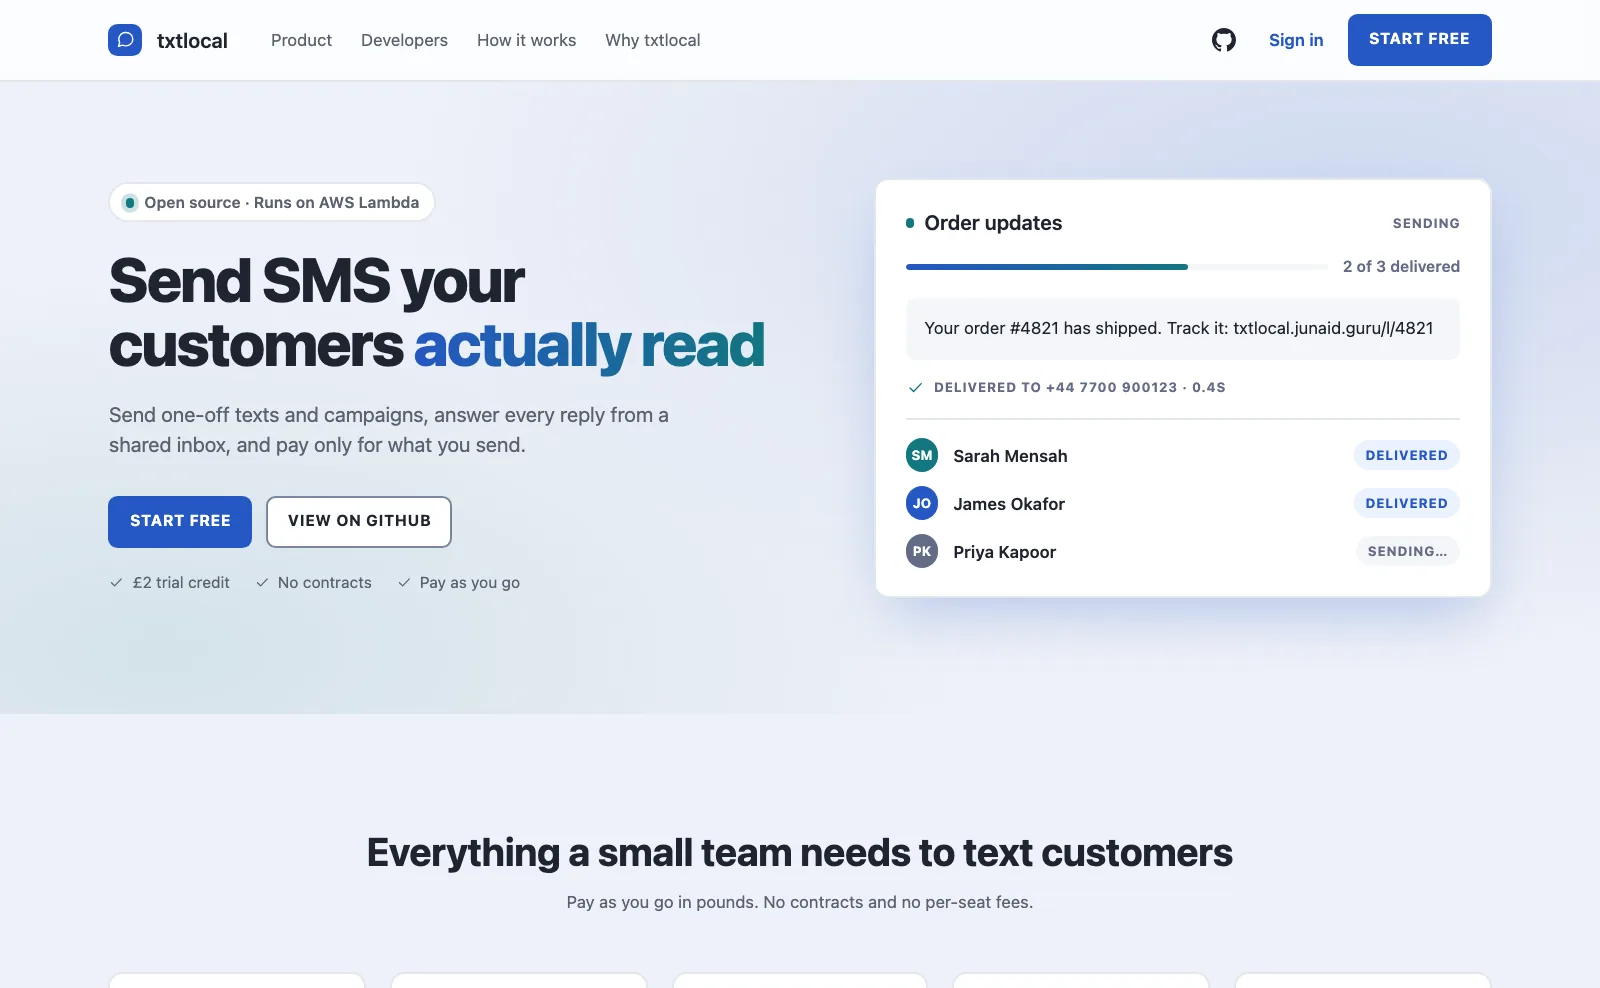 txtlocal
Product
Developers
How it works
Why txtlocal
Sign in
START FREE
Open source · Runs on AWS Lambda
Send SMS your
customers actually read
Send one-off texts and campaigns, answer every reply from a
shared inbox, and pay only for what you send.
START FREE
VIEW ON GITHUB
£2 trial credit
No contracts
Pay as you go
Order updates
SENDING
2 of 3 delivered
Your order #4821 has shipped. Track it: txtlocal.junaid.guru/l/4821
DELIVERED TO +44 7700 900123 · 0.4S
SM
Sarah Mensah
DELIVERED
JO
James Okafor
DELIVERED
PK
Priya Kapoor
SENDING...
Everything a small team needs to text customers
Pay as you go in pounds. No contracts and no per-seat fees.